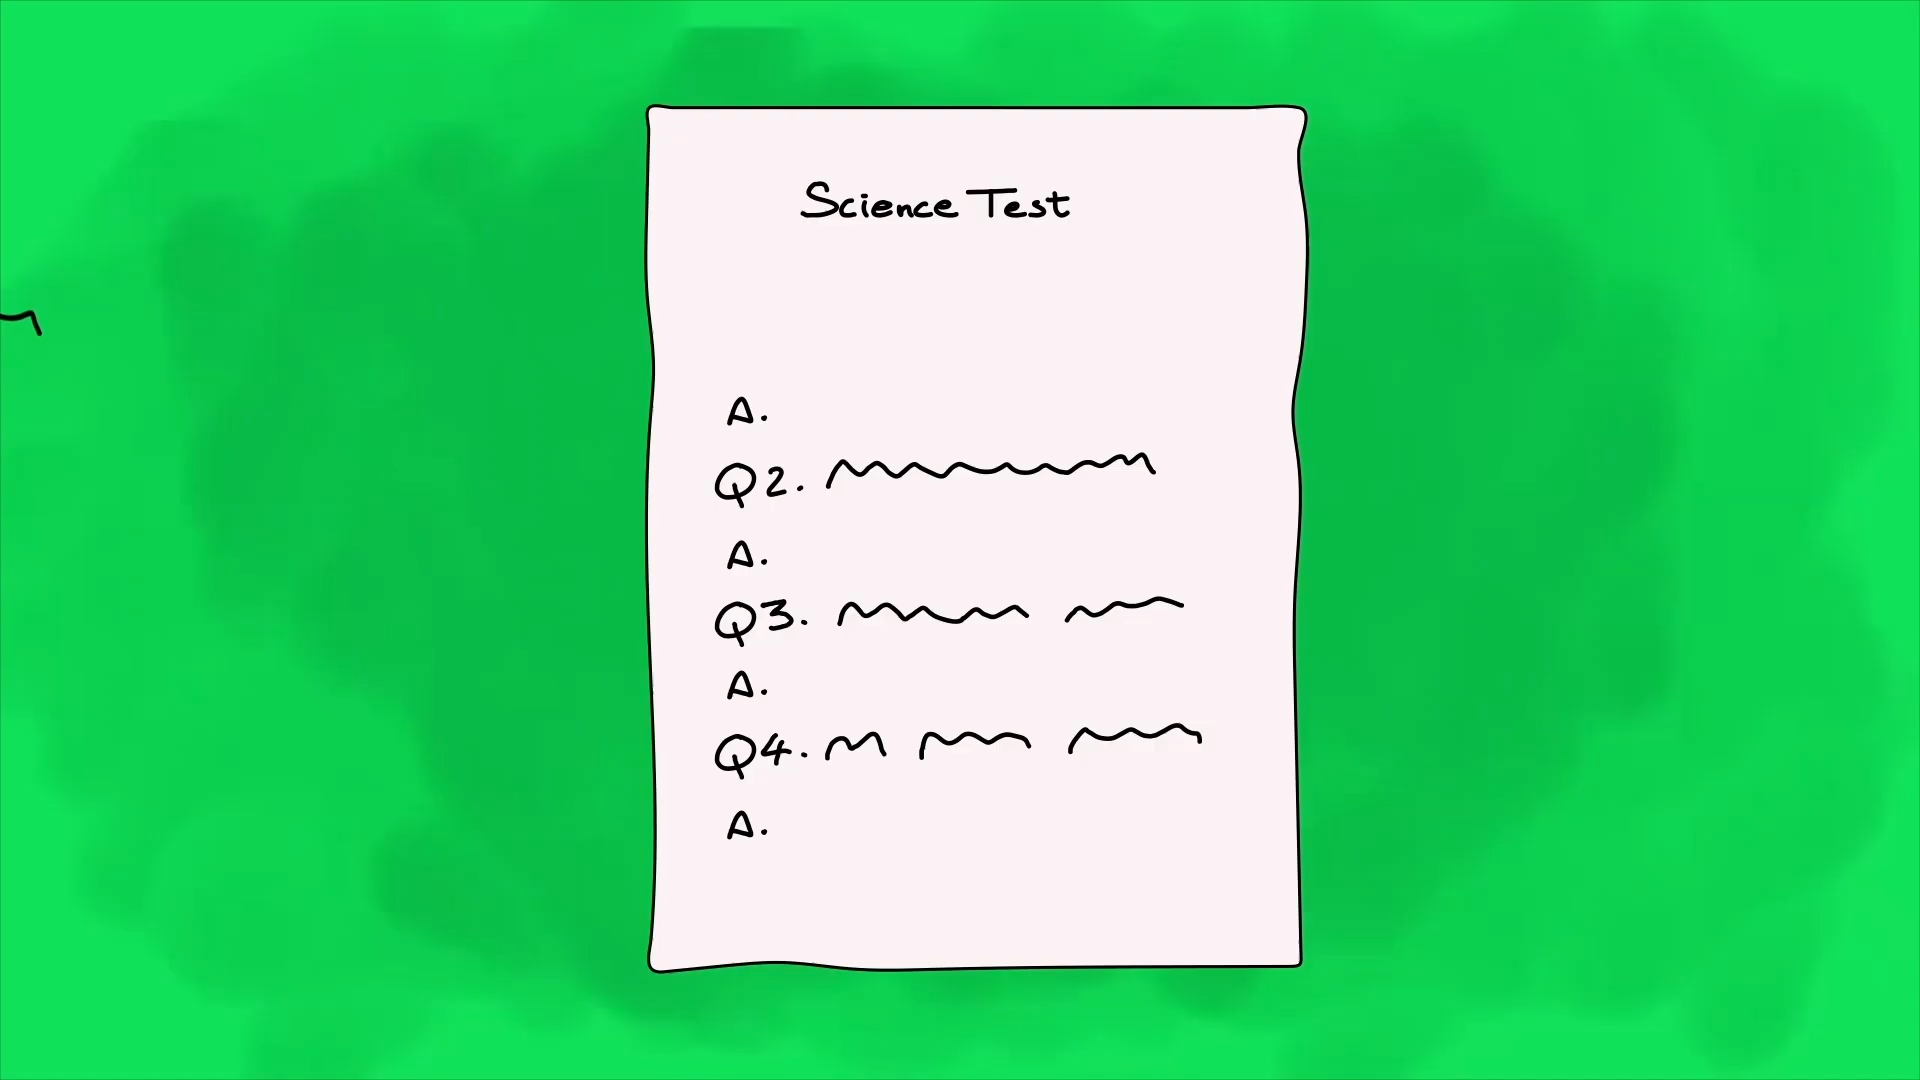 Science Test
A.
Q2.
A.
Q3.
A.
Q4.
A.